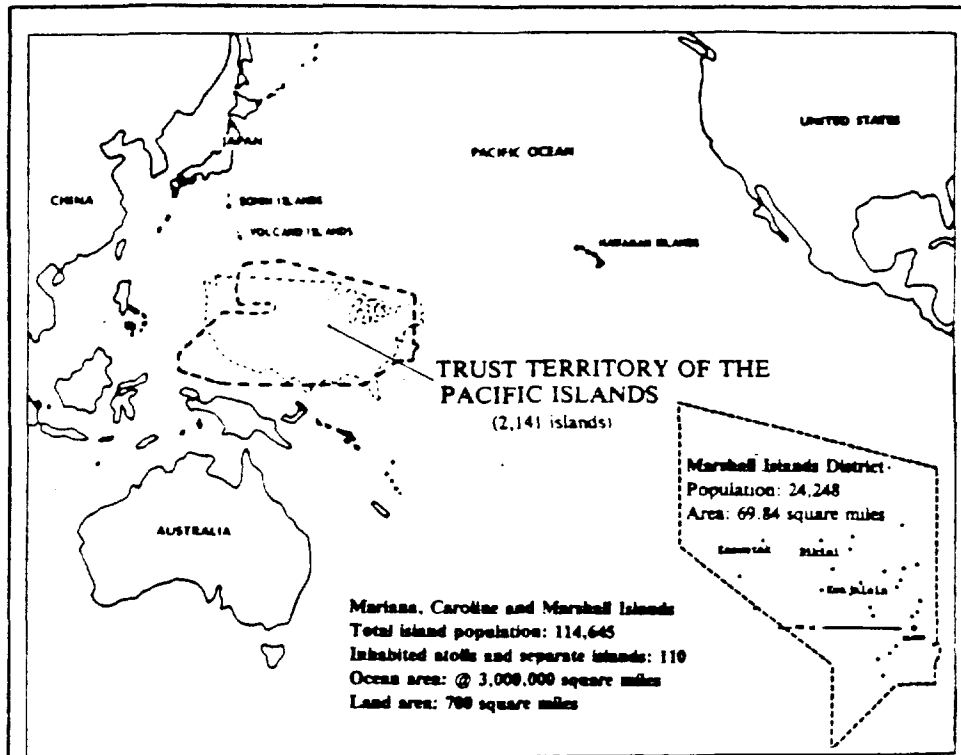 UNITED STATES
JAPAN
PACIFIC OCEAN
CHINA
BONIN ISLANDS
VOLCANO ISLANDS
HAWAIIAN ISLANDS
TRUST TERRITORY OF THE
PACIFIC ISLANDS
(2,141 islands)
Marshall Islands District
Population: 24,248
Area: 69.84 square miles
AUSTRALIA
Eniwetok
Bikini
Kwajalein
Mariana, Caroline and Marshall Islands
Total island population: 114,645
Inhabited atolls and separate islands: 110
Ocean area: @ 3,000,000 square miles
Land area: 700 square miles